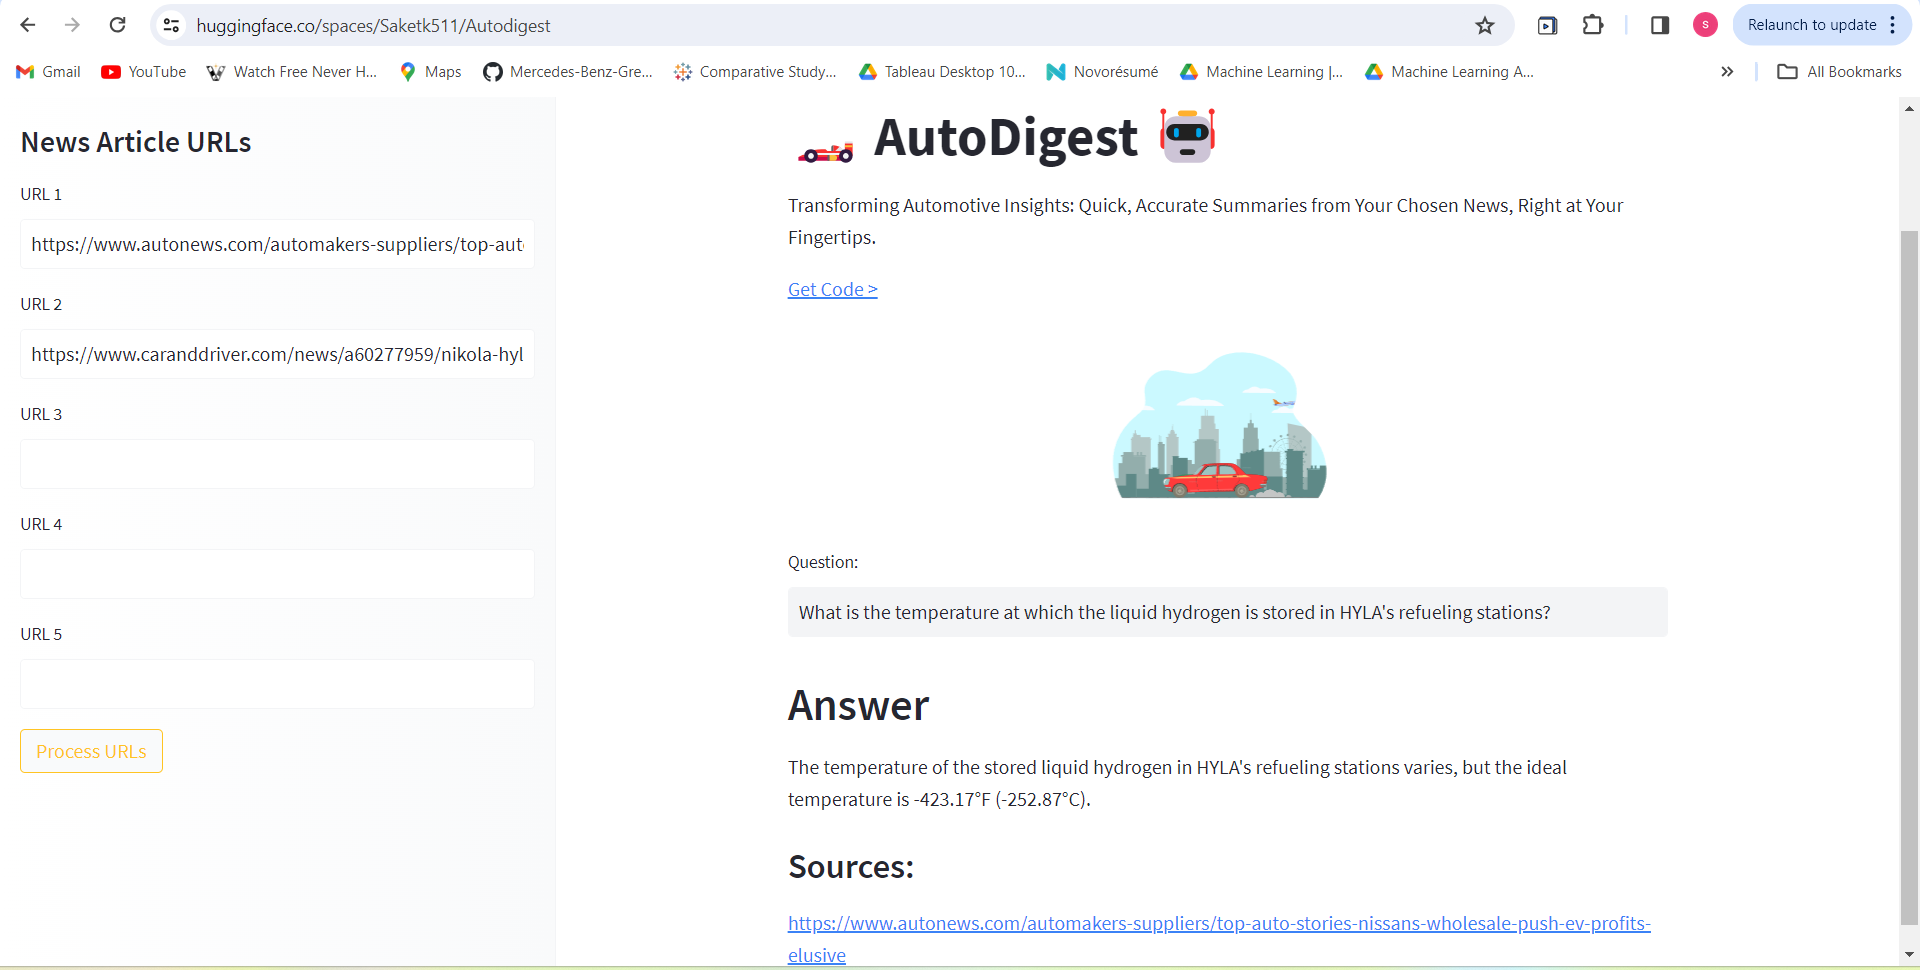 huggingface.co/spaces/Saketk511/Autodigest
S
Relaunch to update
Gmail
YouTube
Watch Free Never H...
Maps
Mercedes-Benz-Gre...
Comparative Study...
Tableau Desktop 10...
Novorésumé
Machine Learning |...
Machine Learning A...
All Bookmarks
News Article URLs
URL 1
https://www.autonews.com/automakers-suppliers/top-aut
URL 2
https://www.caranddriver.com/news/a60277959/nikola-hyl
URL 3
URL 4
URL 5
Process URLs
AutoDigest
Transforming Automotive Insights: Quick, Accurate Summaries from Your Chosen News, Right at Your
Fingertips.
Get Code >
Question:
What is the temperature at which the liquid hydrogen is stored in HYLA's refueling stations?
Answer
The temperature of the stored liquid hydrogen in HYLA's refueling stations varies, but the ideal
temperature is -423.17°F (-252.87°C).
Sources:
https://www.autonews.com/automakers-suppliers/top-auto-stories-nissans-wholesale-push-ev-profits-
elusive